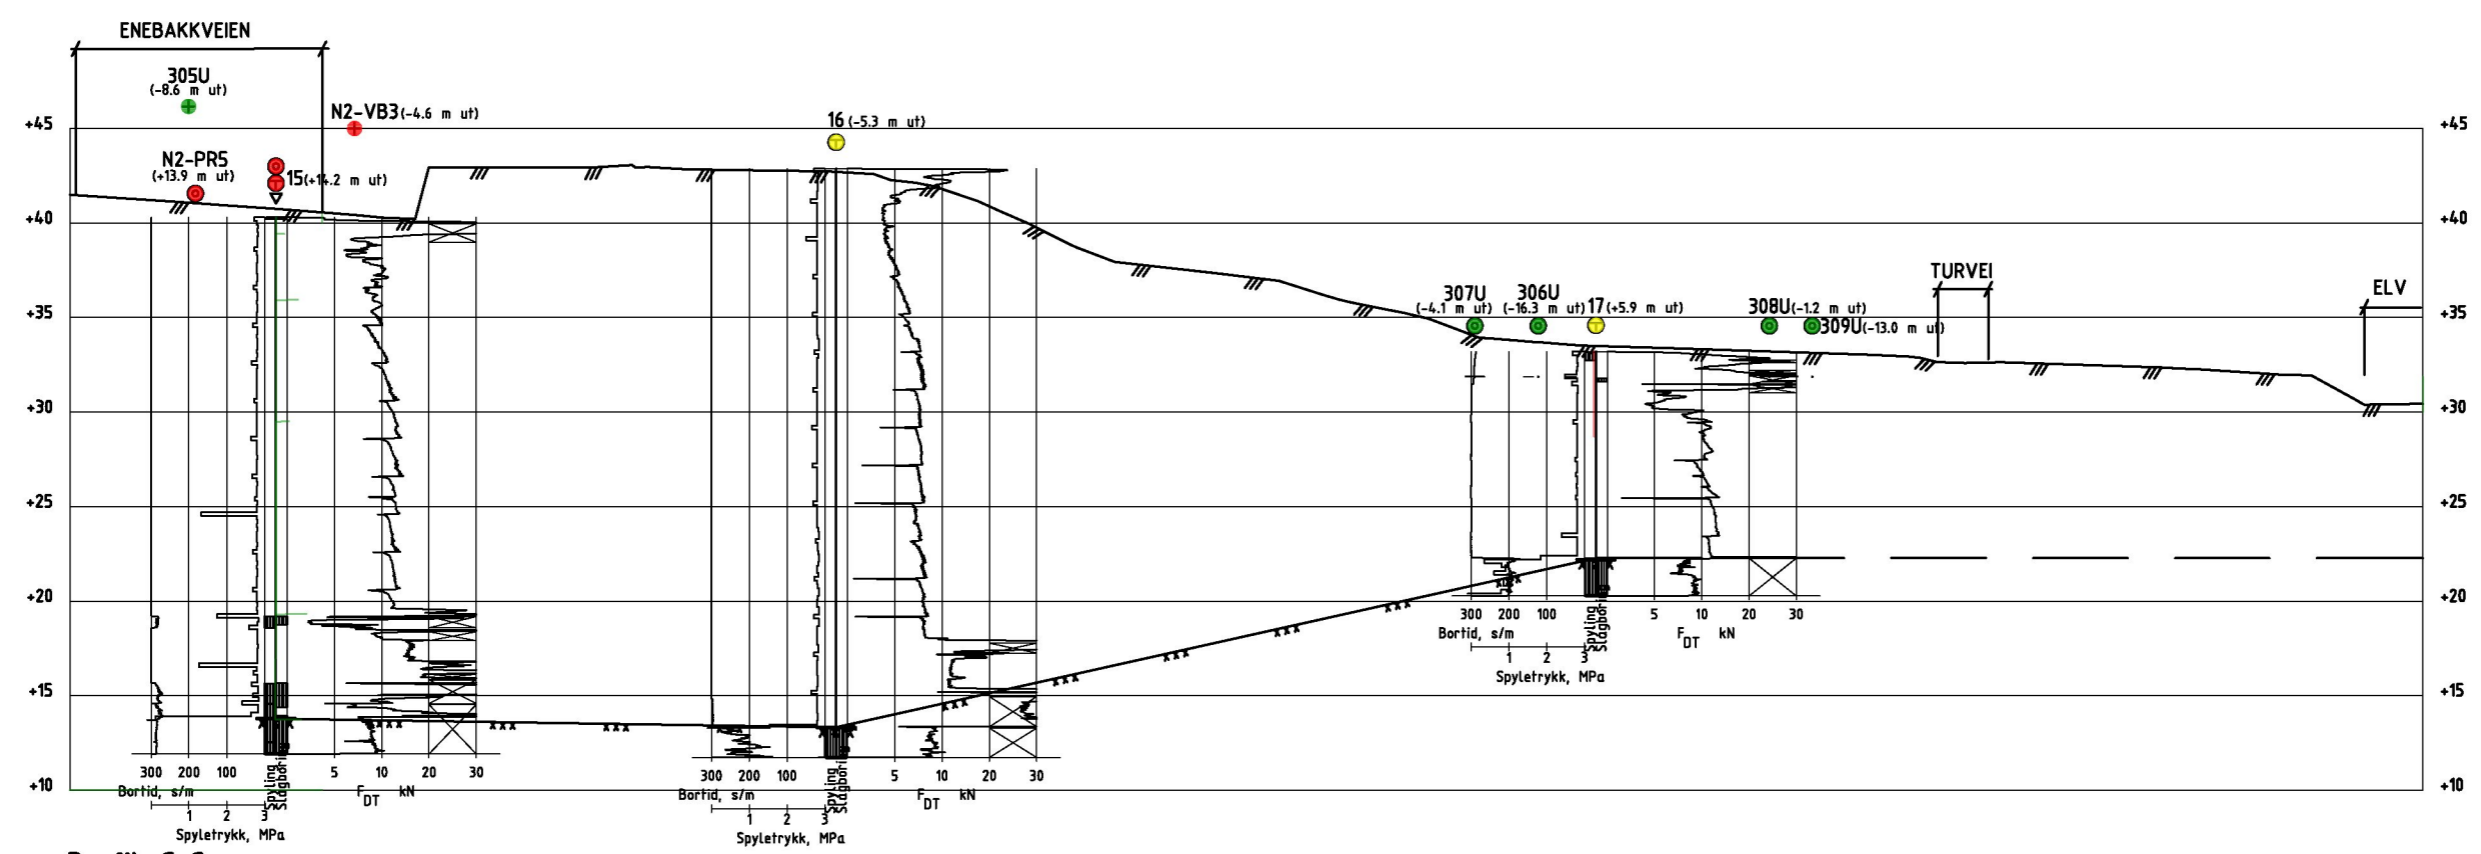 ENEBAKKVEIEN
305U
(-8.6 m ut)
N2-VB3 (-4.6 m ut)
16 (-5.3 m ut)
+45
+45
N2-PR5
(+13.9 m ut)
15 (+14.2 m ut)
+40
+40
TURVEI
ELV
307U
(-4.1 m ut)
306U
(-16.3 m ut)
17 (+5.9 m ut)
308U (-1.2 m ut)
309U (-13.0 m ut)
+35
+35
+30
+30
+25
+25
+20
+20
300 200 100
5 10 20 30
Bortid, s/m
Spyling
Slagboring
F DT kN
1 2 3
Spyletrykk, MPa
+15
+15
+10
+10
300 200 100
5 10 20 30
Bortid, s/m
Spyling
Slagboring
F DT kN
1 2 3
Spyletrykk, MPa
300 200 100
5 10 20 30
Bortid, s/m
Spyling
Slagboring
F DT kN
1 2 3
Spyletrykk, MPa